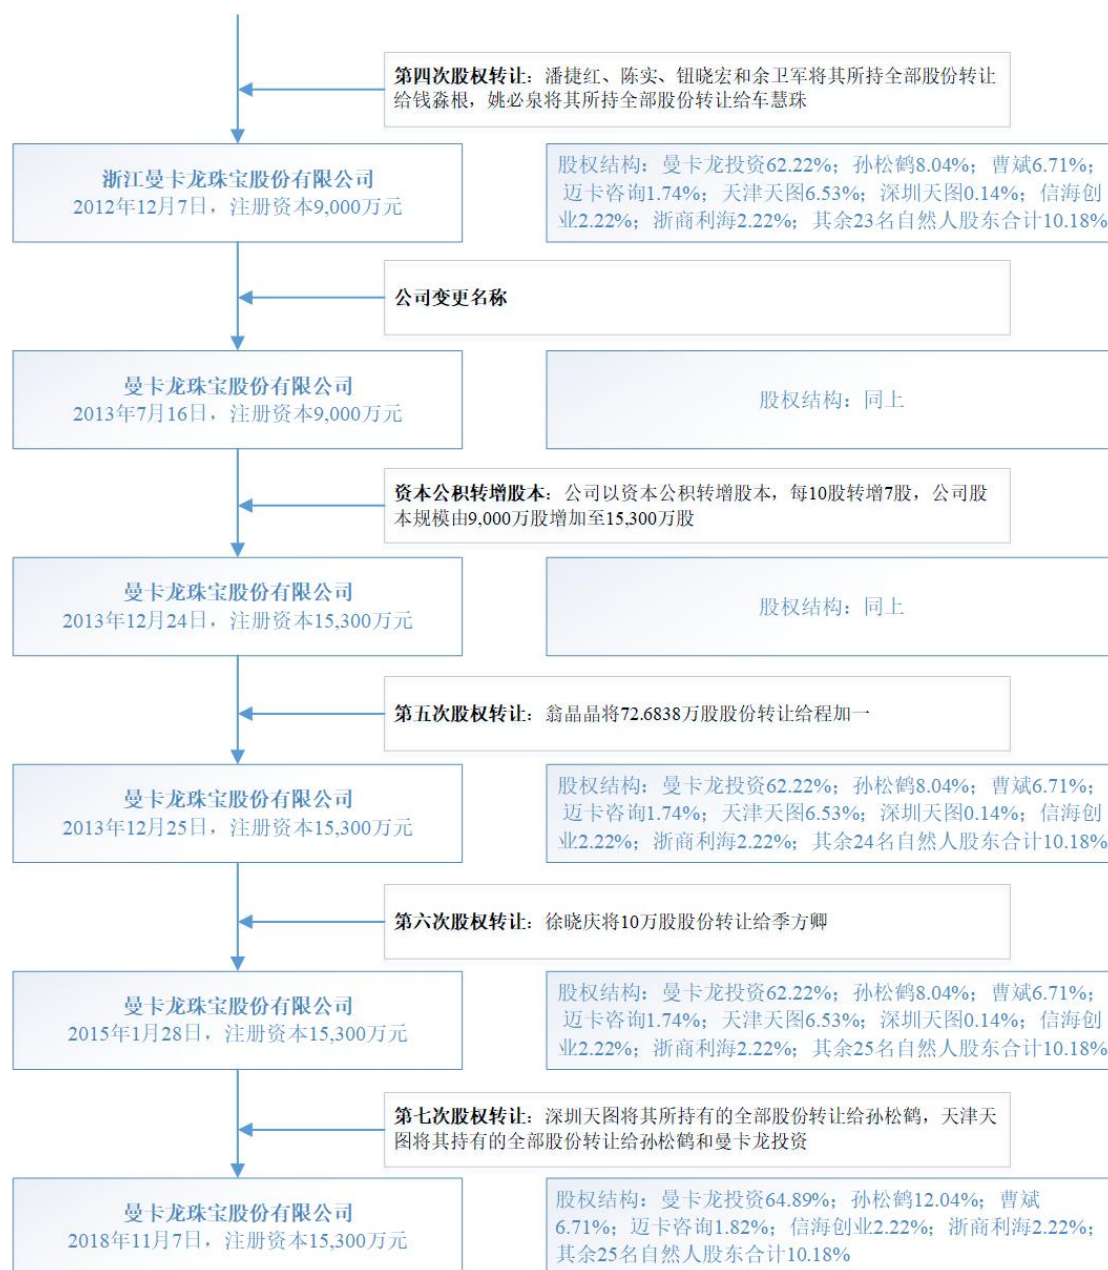 第四次股权转让：潘捷红、陈实、钮晓宏和余卫军将其所持全部股份转让
给钱淼根，姚必泉将其所持全部股份转让给车慧珠
浙江曼卡龙珠宝股份有限公司
2012年12月7日，注册资本9,000万元
股权结构：曼卡龙投资62.22%；孙松鹤8.04%；曹斌6.71%；
迈卡咨询1.74%；天津天图6.53%；深圳天图0.14%；信海创
业2.22%；浙商利海2.22%；其余23名自然人股东合计10.18%
公司变更名称
曼卡龙珠宝股份有限公司
2013年7月16日，注册资本9,000万元
股权结构：同上
资本公积转增股本：公司以资本公积转增股本，每10股转增7股，公司股
本规模由9,000万股增加至15,300万股
曼卡龙珠宝股份有限公司
2013年12月24日，注册资本15,300万元
股权结构：同上
第五次股权转让：翁晶晶将72.6838万股股份转让给程加一
曼卡龙珠宝股份有限公司
2013年12月25日，注册资本15,300万元
股权结构：曼卡龙投资62.22%；孙松鹤8.04%；曹斌6.71%；
迈卡咨询1.74%；天津天图6.53%；深圳天图0.14%；信海创
业2.22%；浙商利海2.22%；其余24名自然人股东合计10.18%
第六次股权转让：徐晓庆将10万股股份转让给季方卿
曼卡龙珠宝股份有限公司
2015年1月28日，注册资本15,300万元
股权结构：曼卡龙投资62.22%；孙松鹤8.04%；曹斌6.71%；
迈卡咨询1.74%；天津天图6.53%；深圳天图0.14%；信海创
业2.22%；浙商利海2.22%；其余25名自然人股东合计10.18%
第七次股权转让：深圳天图将其所持有的全部股份转让给孙松鹤，天津天
图将其持有的全部股份转让给孙松鹤和曼卡龙投资
曼卡龙珠宝股份有限公司
2018年11月7日，注册资本15,300万元
股权结构：曼卡龙投资64.89%；孙松鹤12.04%；曹斌
6.71%；迈卡咨询1.82%；信海创业2.22%；浙商利海2.22%；
其余25名自然人股东合计10.18%